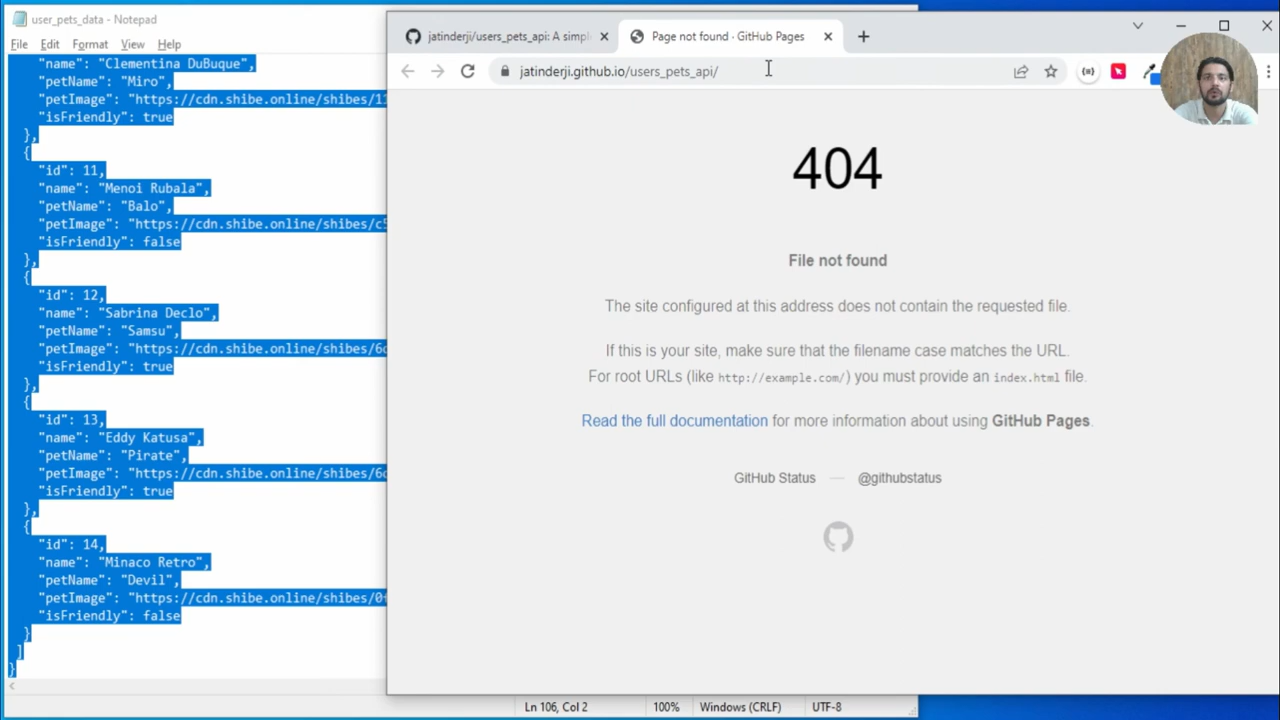 user_pets_data - Notepad
File Edit Format View Help
"name": "Clementina DuBuque",
"petName": "Miro",
"petImage": "https://cdn.shibe.online/shibes/11
"isFriendly": true
},
{
"id": 11,
"name": "Menoi Rubala",
"petName": "Balo",
"petImage": "https://cdn.shibe.online/shibes/c5
"isFriendly": false
},
{
"id": 12,
"name": "Sabrina Declo",
"petName": "Samsu",
"petImage": "https://cdn.shibe.online/shibes/6d
"isFriendly": true
},
{
"id": 13,
"name": "Eddy Katusa",
"petName": "Pirate",
"petImage": "https://cdn.shibe.online/shibes/6d
"isFriendly": true
},
{
"id": 14,
"name": "Minaco Retro",
"petName": "Devil",
"petImage": "https://cdn.shibe.online/shibes/0f
"isFriendly": false
}
]
}
Ln 106, Col 2 100% Windows (CRLF) UTF-8
jatinderji/users_pets_api: A simpl
Page not found · GitHub Pages
jatinderji.github.io/users_pets_api/
404
File not found
The site configured at this address does not contain the requested file.
If this is your site, make sure that the filename case matches the URL.
For root URLs (like http://example.com/) you must provide an index.html file.
Read the full documentation for more information about using GitHub Pages.
GitHub Status — @githubstatus